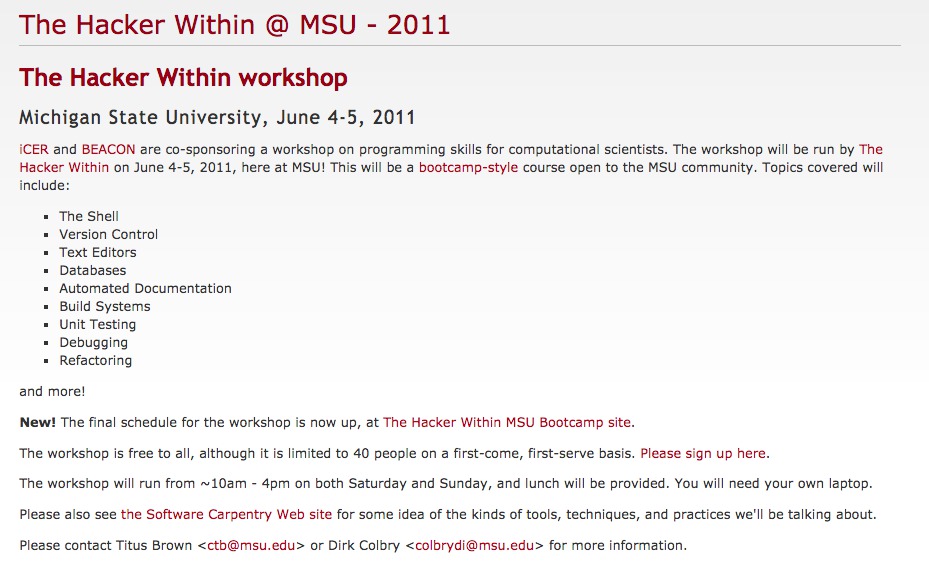 The Hacker Within @ MSU - 2011
The Hacker Within workshop
Michigan State University, June 4-5, 2011
iCER and BEACON are co-sponsoring a workshop on programming skills for computational scientists. The workshop will be run by The
Hacker Within on June 4-5, 2011, here at MSU! This will be a bootcamp-style course open to the MSU community. Topics covered will
include:
▪ The Shell
▪ Version Control
▪ Text Editors
▪ Databases
▪ Automated Documentation
▪ Build Systems
▪ Unit Testing
▪ Debugging
▪ Refactoring
and more!
New! The final schedule for the workshop is now up, at The Hacker Within MSU Bootcamp site.
The workshop is free to all, although it is limited to 40 people on a first-come, first-serve basis. Please sign up here.
The workshop will run from ~10am - 4pm on both Saturday and Sunday, and lunch will be provided. You will need your own laptop.
Please also see the Software Carpentry Web site for some idea of the kinds of tools, techniques, and practices we'll be talking about.
Please contact Titus Brown <ctb@msu.edu> or Dirk Colbry <colbrydi@msu.edu> for more information.